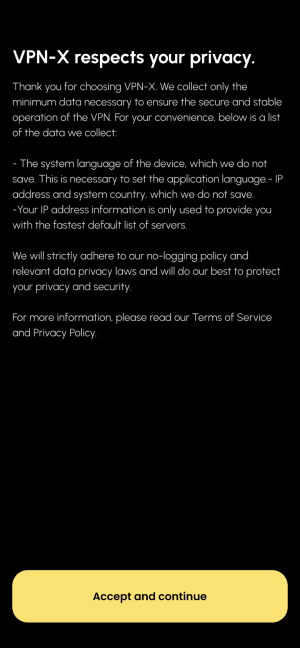 VPN-X respects your privacy.
Thank you for choosing VPN-X. We collect only the
minimum data necessary to ensure the secure and stable
operation of the VPN. For your convenience, below is a list
of the data we collect:
- The system language of the device, which we do not
save. This is necessary to set the application language.- IP
address and system country, which we do not save.
-Your IP address information is only used to provide you
with the fastest default list of servers.
We will strictly adhere to our no-logging policy and
relevant data privacy laws and will do our best to protect
your privacy and security.
For more information, please read our Terms of Service
and Privacy Policy.
Accept and continue